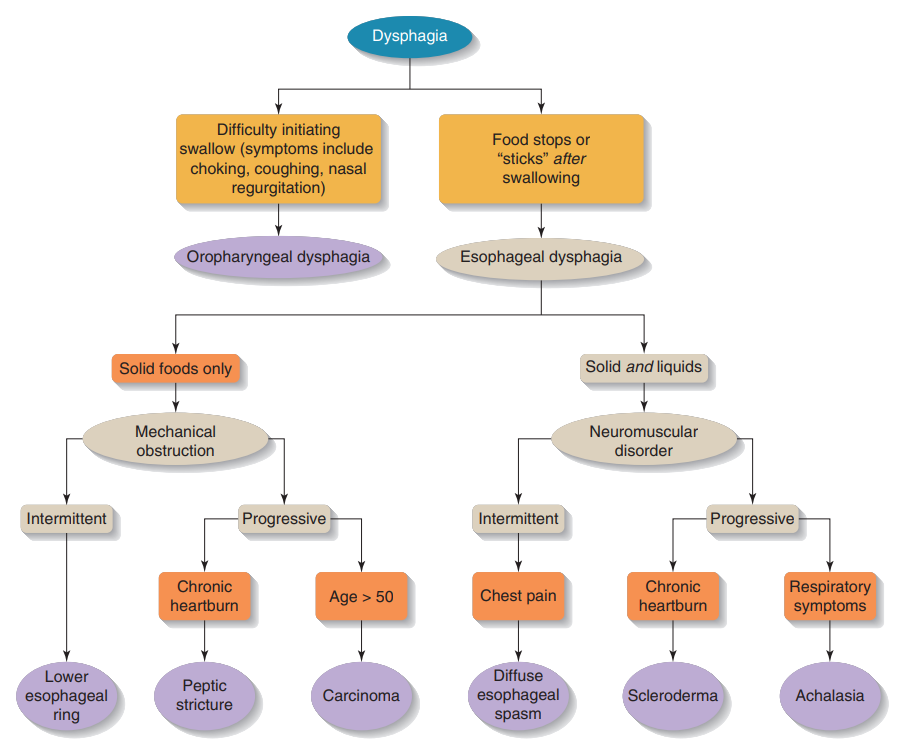 Dysphagia
Difficulty initiating
swallow (symptoms include
choking, coughing, nasal
regurgitation)
Food stops or
“sticks” after
swallowing
Oropharyngeal dysphagia
Esophageal dysphagia
Solid foods only
Solid and liquids
Mechanical
obstruction
Neuromuscular
disorder
Intermittent
Progressive
Intermittent
Progressive
Chronic
heartburn
Age > 50
Chest pain
Chronic
heartburn
Respiratory
symptoms
Lower
esophageal
ring
Peptic
stricture
Carcinoma
Diffuse
esophageal
spasm
Scleroderma
Achalasia